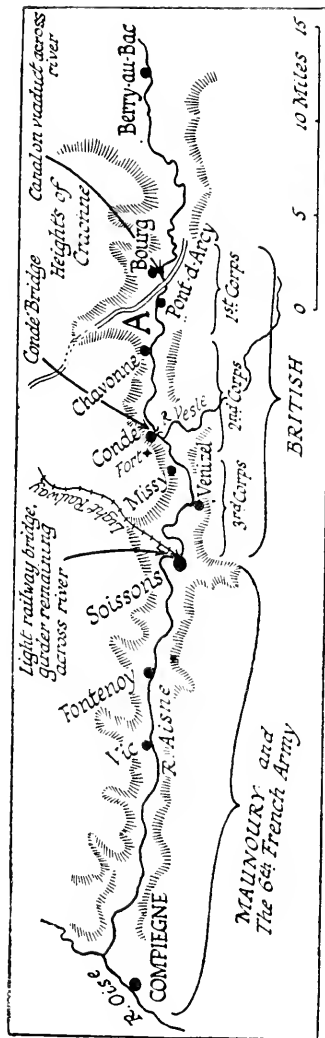 Light railway bridge,
girder remaining
across river
Light Railway
Condé Bridge
Heights of
Craonne
Canal on viaduct across
river
R. Oise
COMPIEGNE
Vic
Fontenoy
R. Aisne
Soissons
Missy
Venizel
Fort
Condé
R. Vesle
Chavonne
A
Pont-d'Arcy
Bourg
Berry-au-Bac
3rd Corps
2nd Corps
1st Corps
BRITISH
MAUNOURY and
The 6th French Army
0 5 10 Miles 15